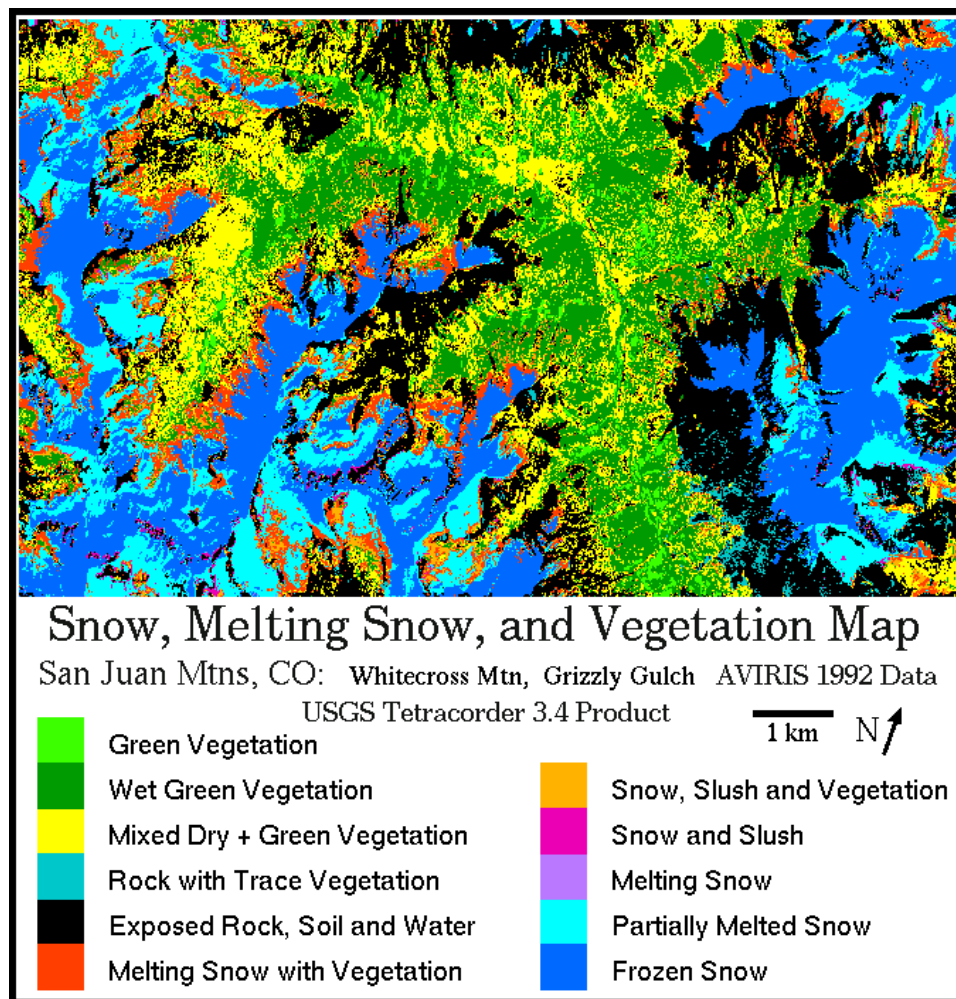 Snow, Melting Snow, and Vegetation Map
San Juan Mtns, CO: Whitecross Mtn, Grizzly Gulch AVIRIS 1992 Data
USGS Tetracorder 3.4 Product
1 km N
Green Vegetation
Wet Green Vegetation
Mixed Dry + Green Vegetation
Rock with Trace Vegetation
Exposed Rock, Soil and Water
Melting Snow with Vegetation
Snow, Slush and Vegetation
Snow and Slush
Melting Snow
Partially Melted Snow
Frozen Snow